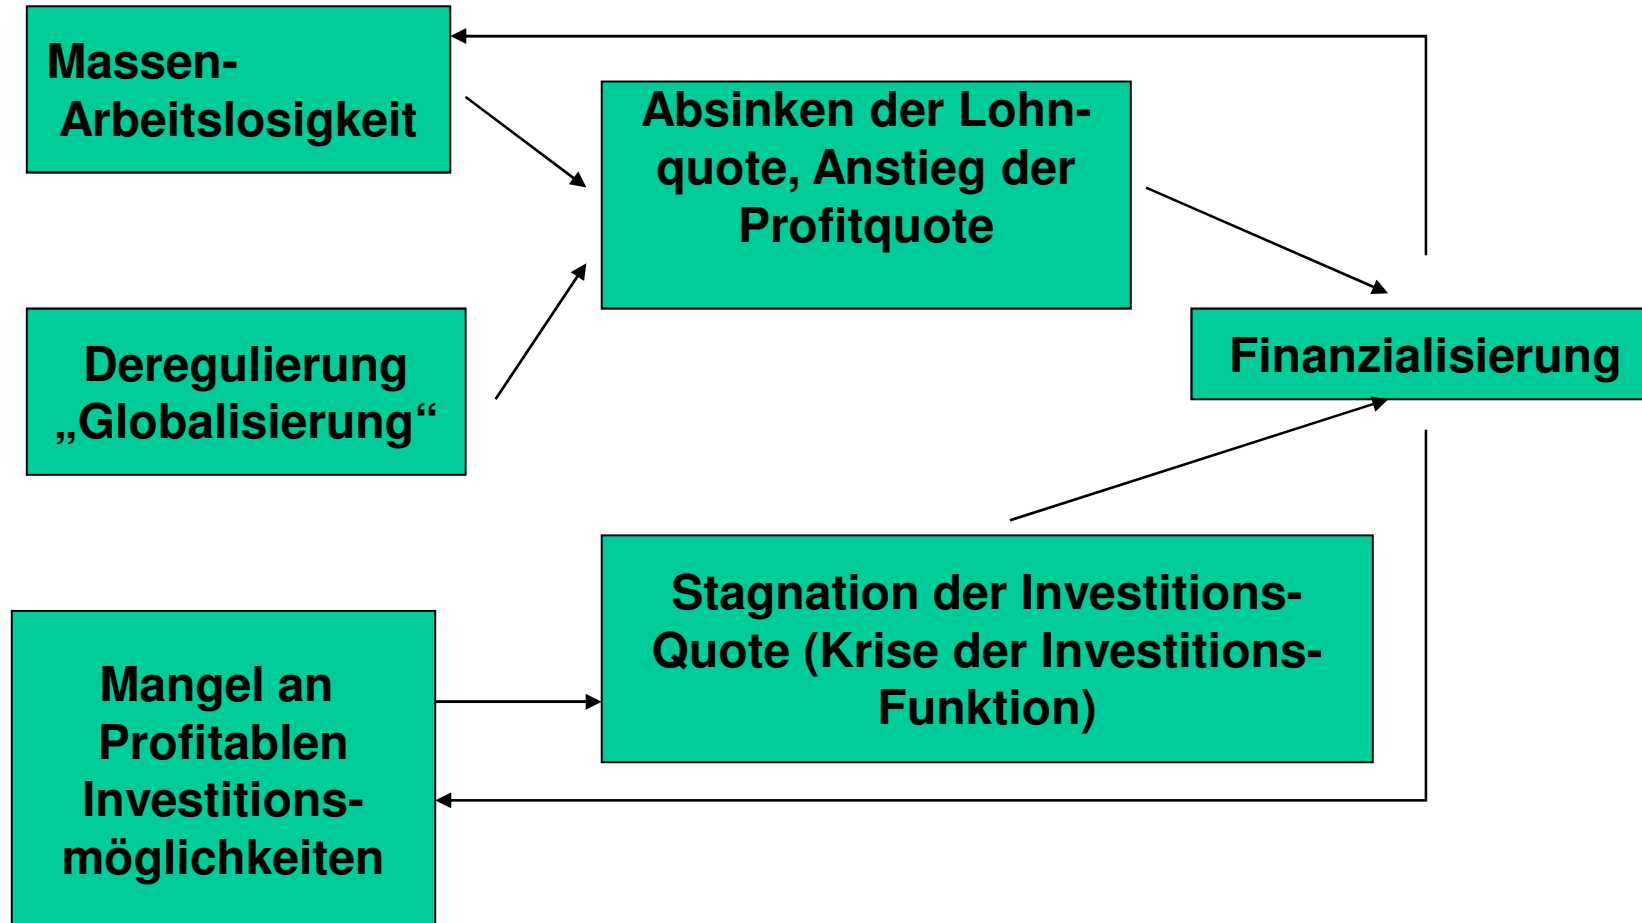 Massen-
Arbeitslosigkeit
Absinken der Lohn-
quote, Anstieg der
Profitquote
Deregulierung
„Globalisierung“
Finanzialisierung
Stagnation der Investitions-
Quote (Krise der Investitions-
Funktion)
Mangel an
Profitablen
Investitions-
möglichkeiten